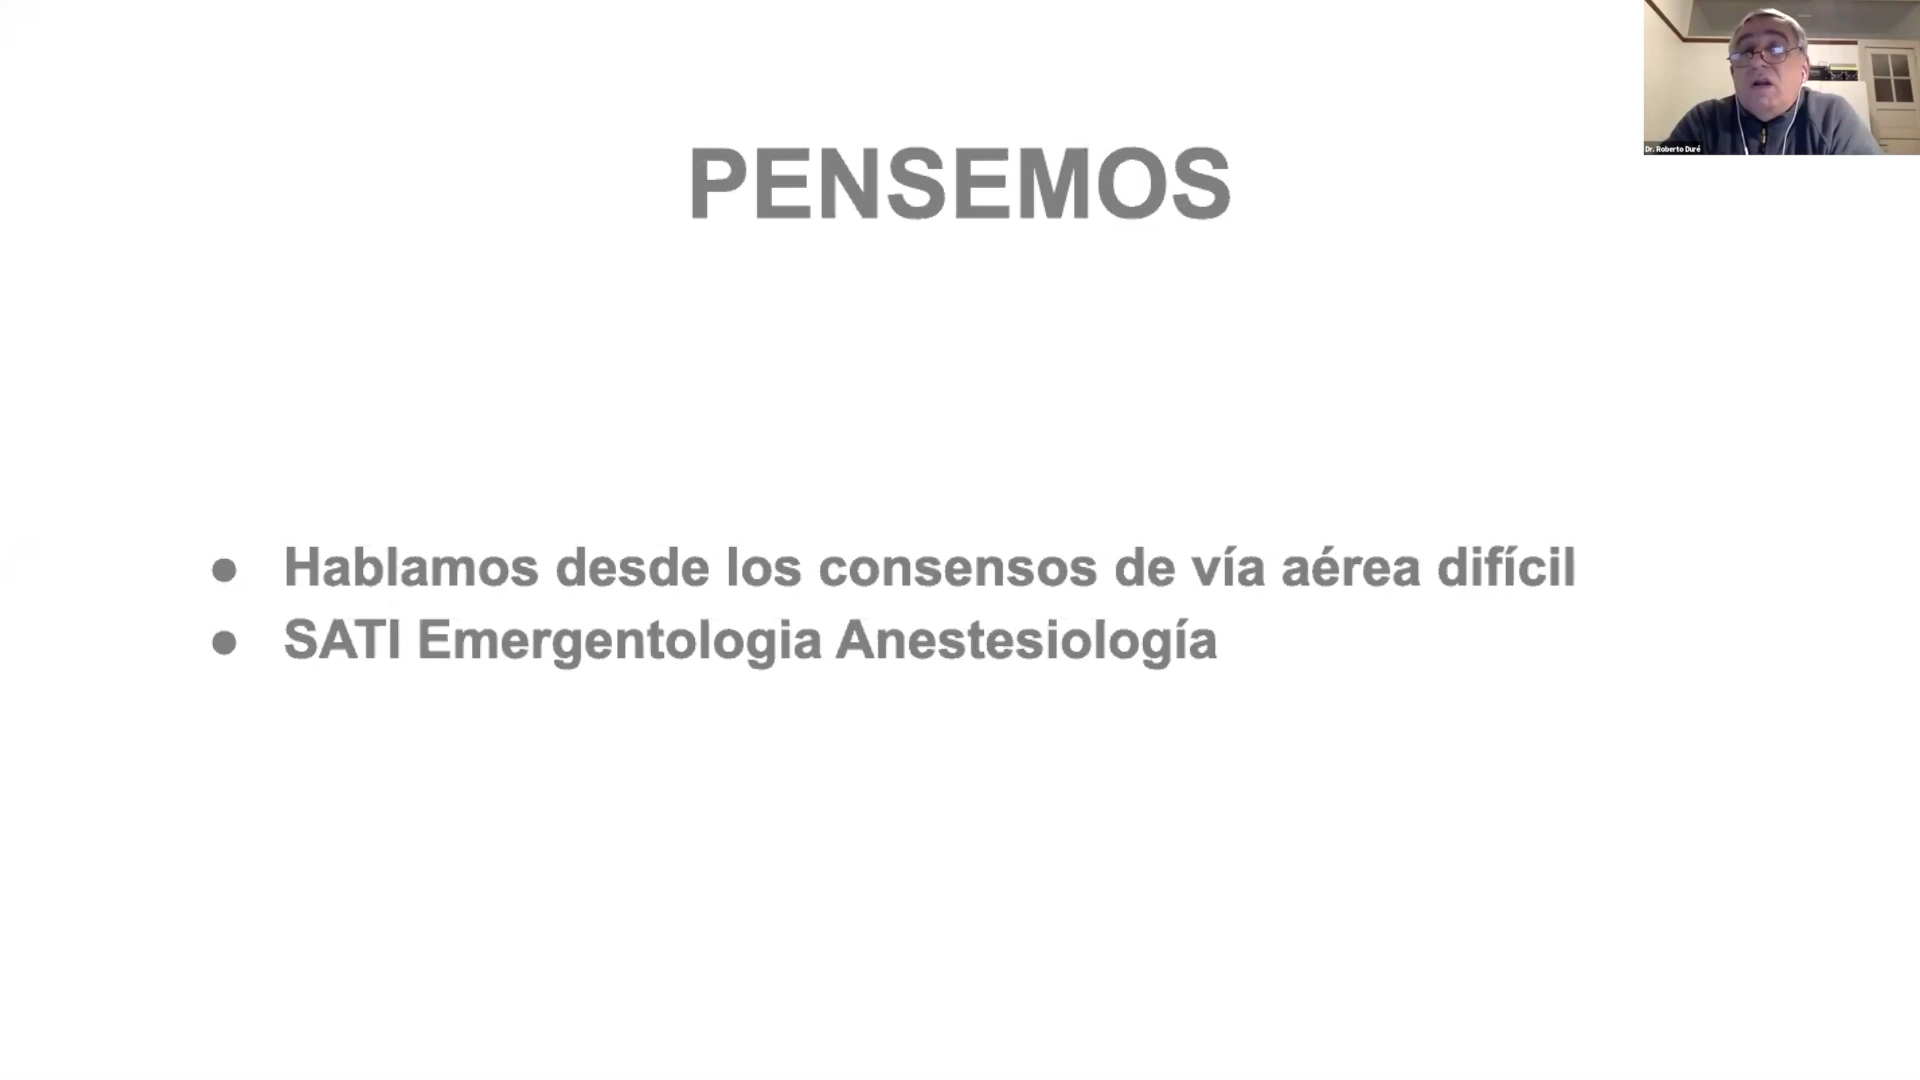 Dr. Roberto Duré
PENSEMOS
● Hablamos desde los consensos de vía aérea difícil
● SATI Emergentologia Anestesiología